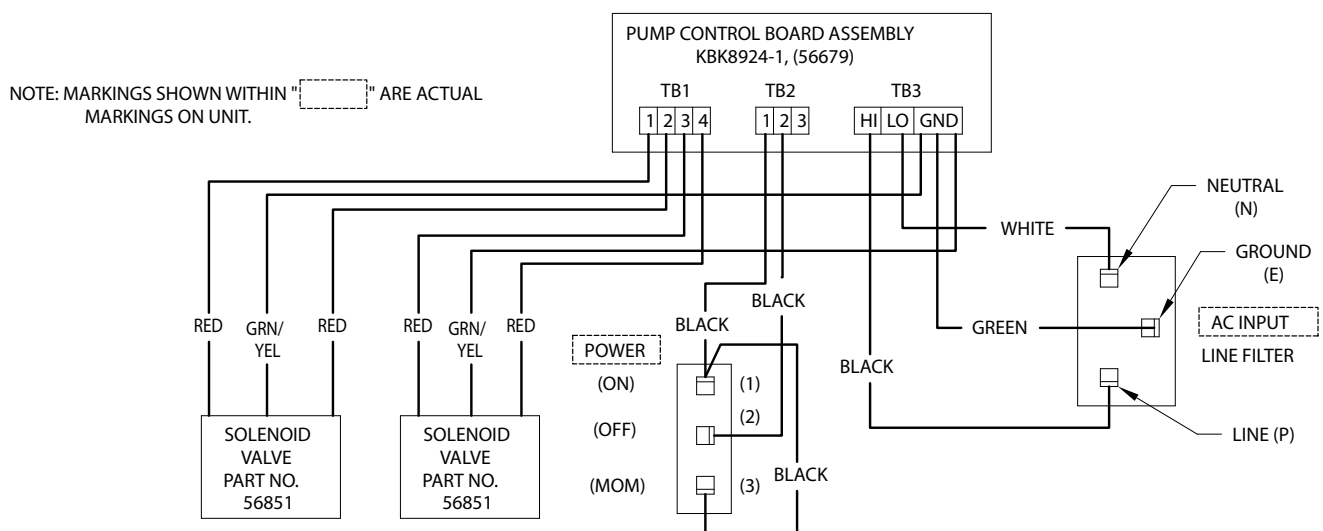 PUMP CONTROL BOARD ASSEMBLY
KBK8924-1, (56679)
NOTE: MARKINGS SHOWN WITHIN " " ARE ACTUAL
MARKINGS ON UNIT.
TB1 TB2 TB3
1 2 3 4 1 2 3 HI LO GND
NEUTRAL
(N)
WHITE
GROUND
(E)
BLACK
RED GRN/ RED RED GRN/ RED BLACK GREEN AC INPUT
YEL YEL
POWER LINE FILTER
BLACK
(ON) (1)
(2)
(OFF)
LINE (P)
SOLENOID
VALVE
PART NO.
56851
SOLENOID
VALVE
PART NO.
56851
BLACK
(MOM) (3)